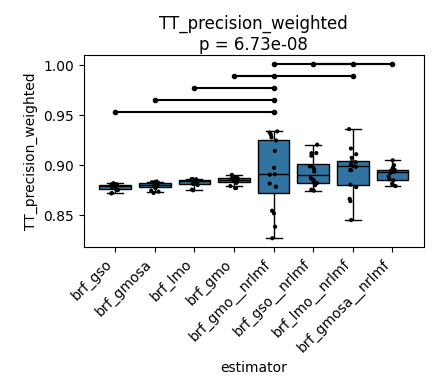 TT_precision_weighted
p = 6.73e-08
TT_precision_weighted
1.00
0.95
0.90
0.85
brf_gso
brf_gmosa
brf_lmo
brf_gmo
brf_gmo__nrlmf
brf_gso__nrlmf
brf_lmo__nrlmf
brf_gmosa__nrlmf
estimator